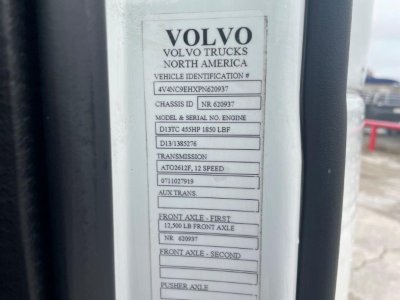 VOLVO
VOLVO TRUCKS
NORTH AMERICA
VEHICLE IDENTIFICATION #
4V4NC9EHXPN620937
CHASSIS ID NR 620937
MODEL & SERIAL NO. ENGINE
D13TC 455HP 1850 LBF
D13/1385276
TRANSMISSION
ATO2612F, 12 SPEED
0711027919
AUX TRANS.
FRONT AXLE - FIRST
12,500 LB FRONT AXLE
NR 620937
FRONT AXLE - SECOND
PUSHER AXLE